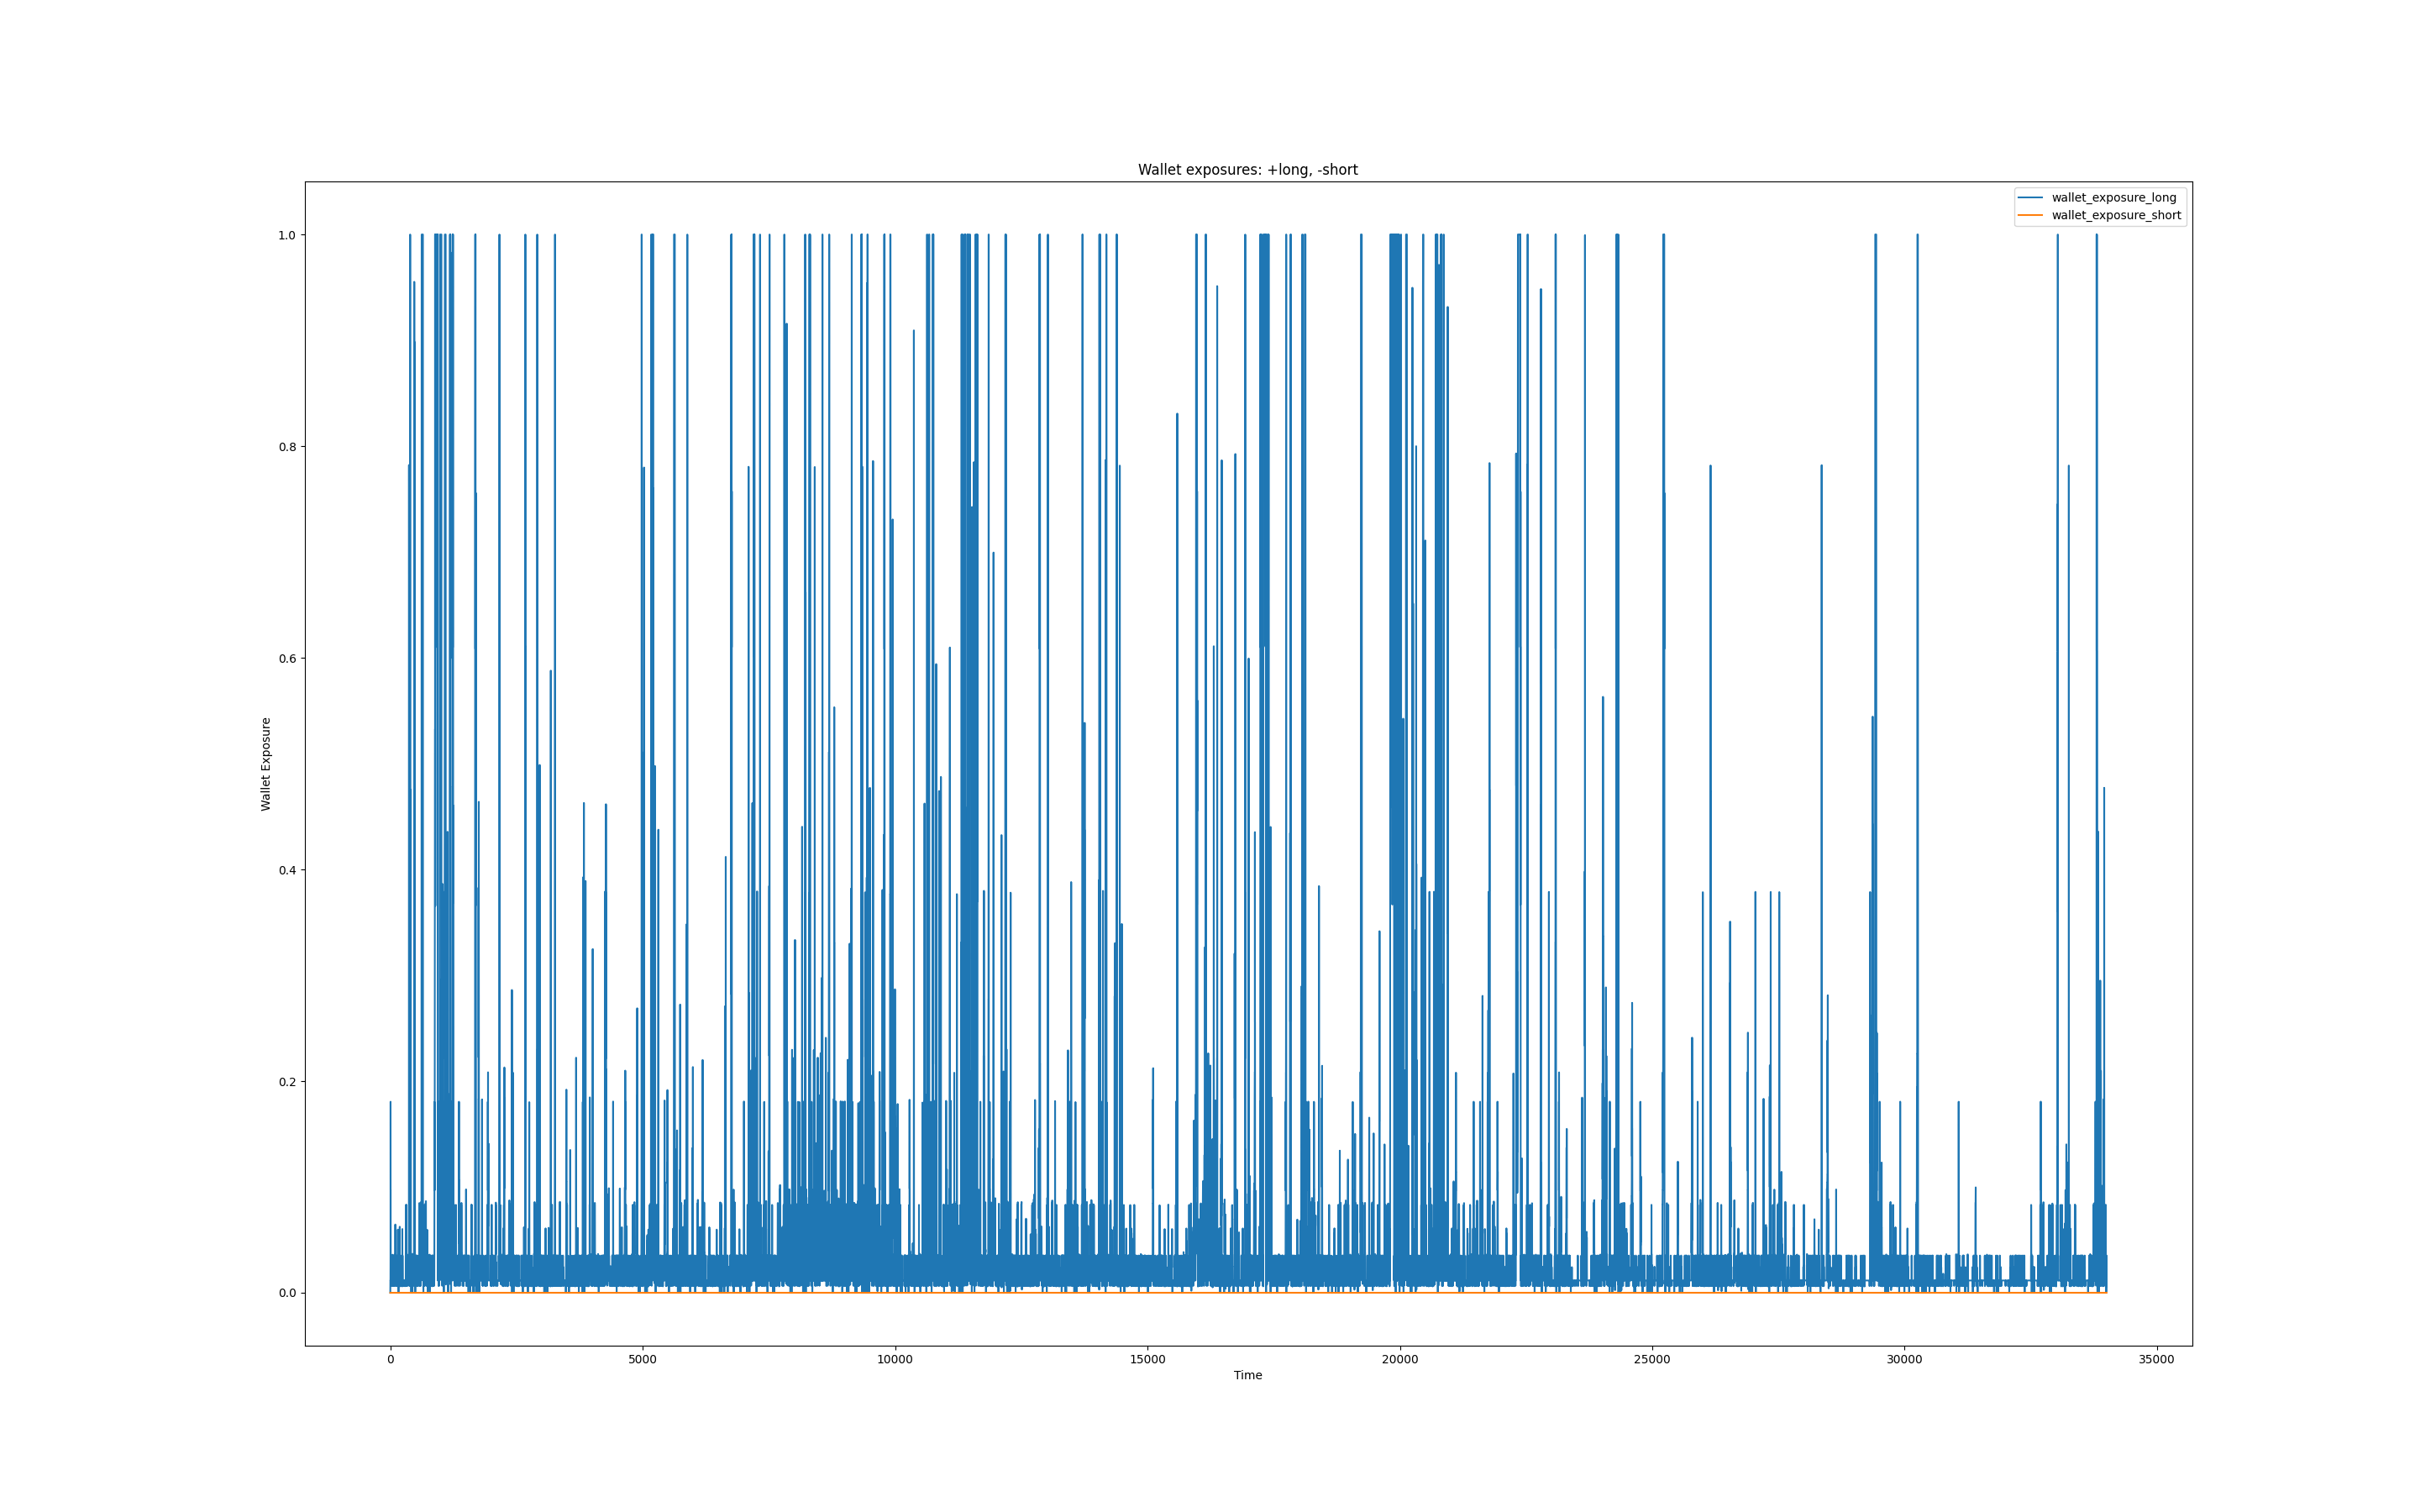 Wallet exposures: +long, -short
wallet_exposure_long
wallet_exposure_short
1.0
0.8
0.6
0.4
0.2
0.0
Wallet Exposure
0 5000 10000 15000 20000 25000 30000 35000
Time